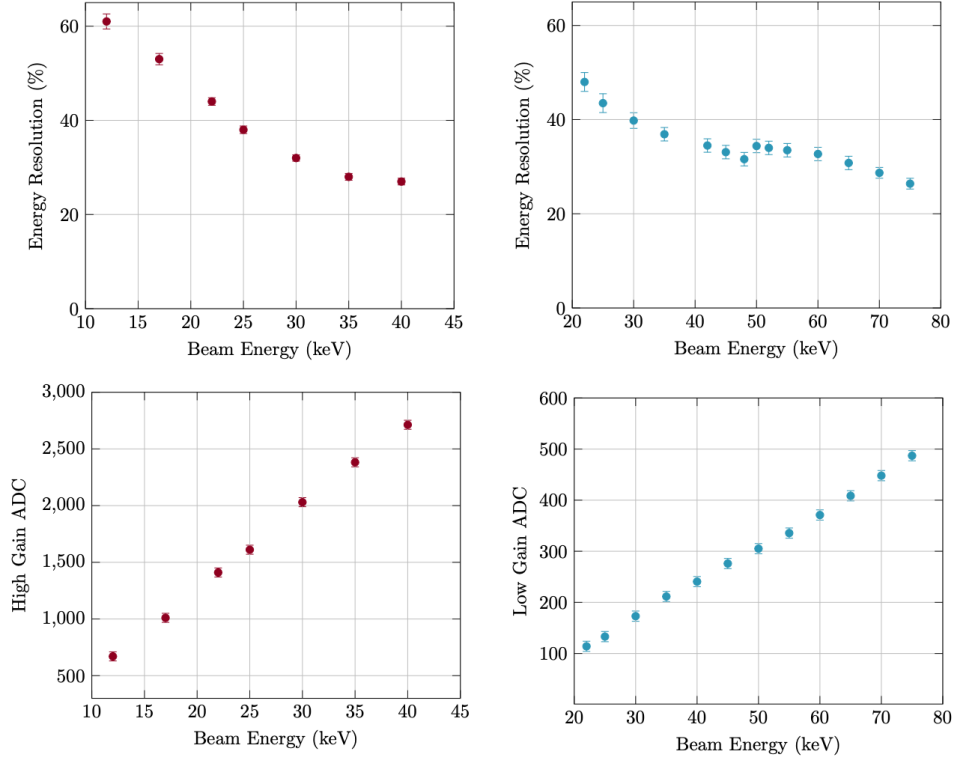 60
40
20
0
10 15 20 25 30 35 40 45
Energy Resolution (%)
Beam Energy (keV)
60
40
20
0
20 30 40 50 60 70 80
Energy Resolution (%)
Beam Energy (keV)
3,000
2,500
2,000
1,500
1,000
500
10 15 20 25 30 35 40 45
High Gain ADC
Beam Energy (keV)
600
500
400
300
200
100
20 30 40 50 60 70 80
Low Gain ADC
Beam Energy (keV)